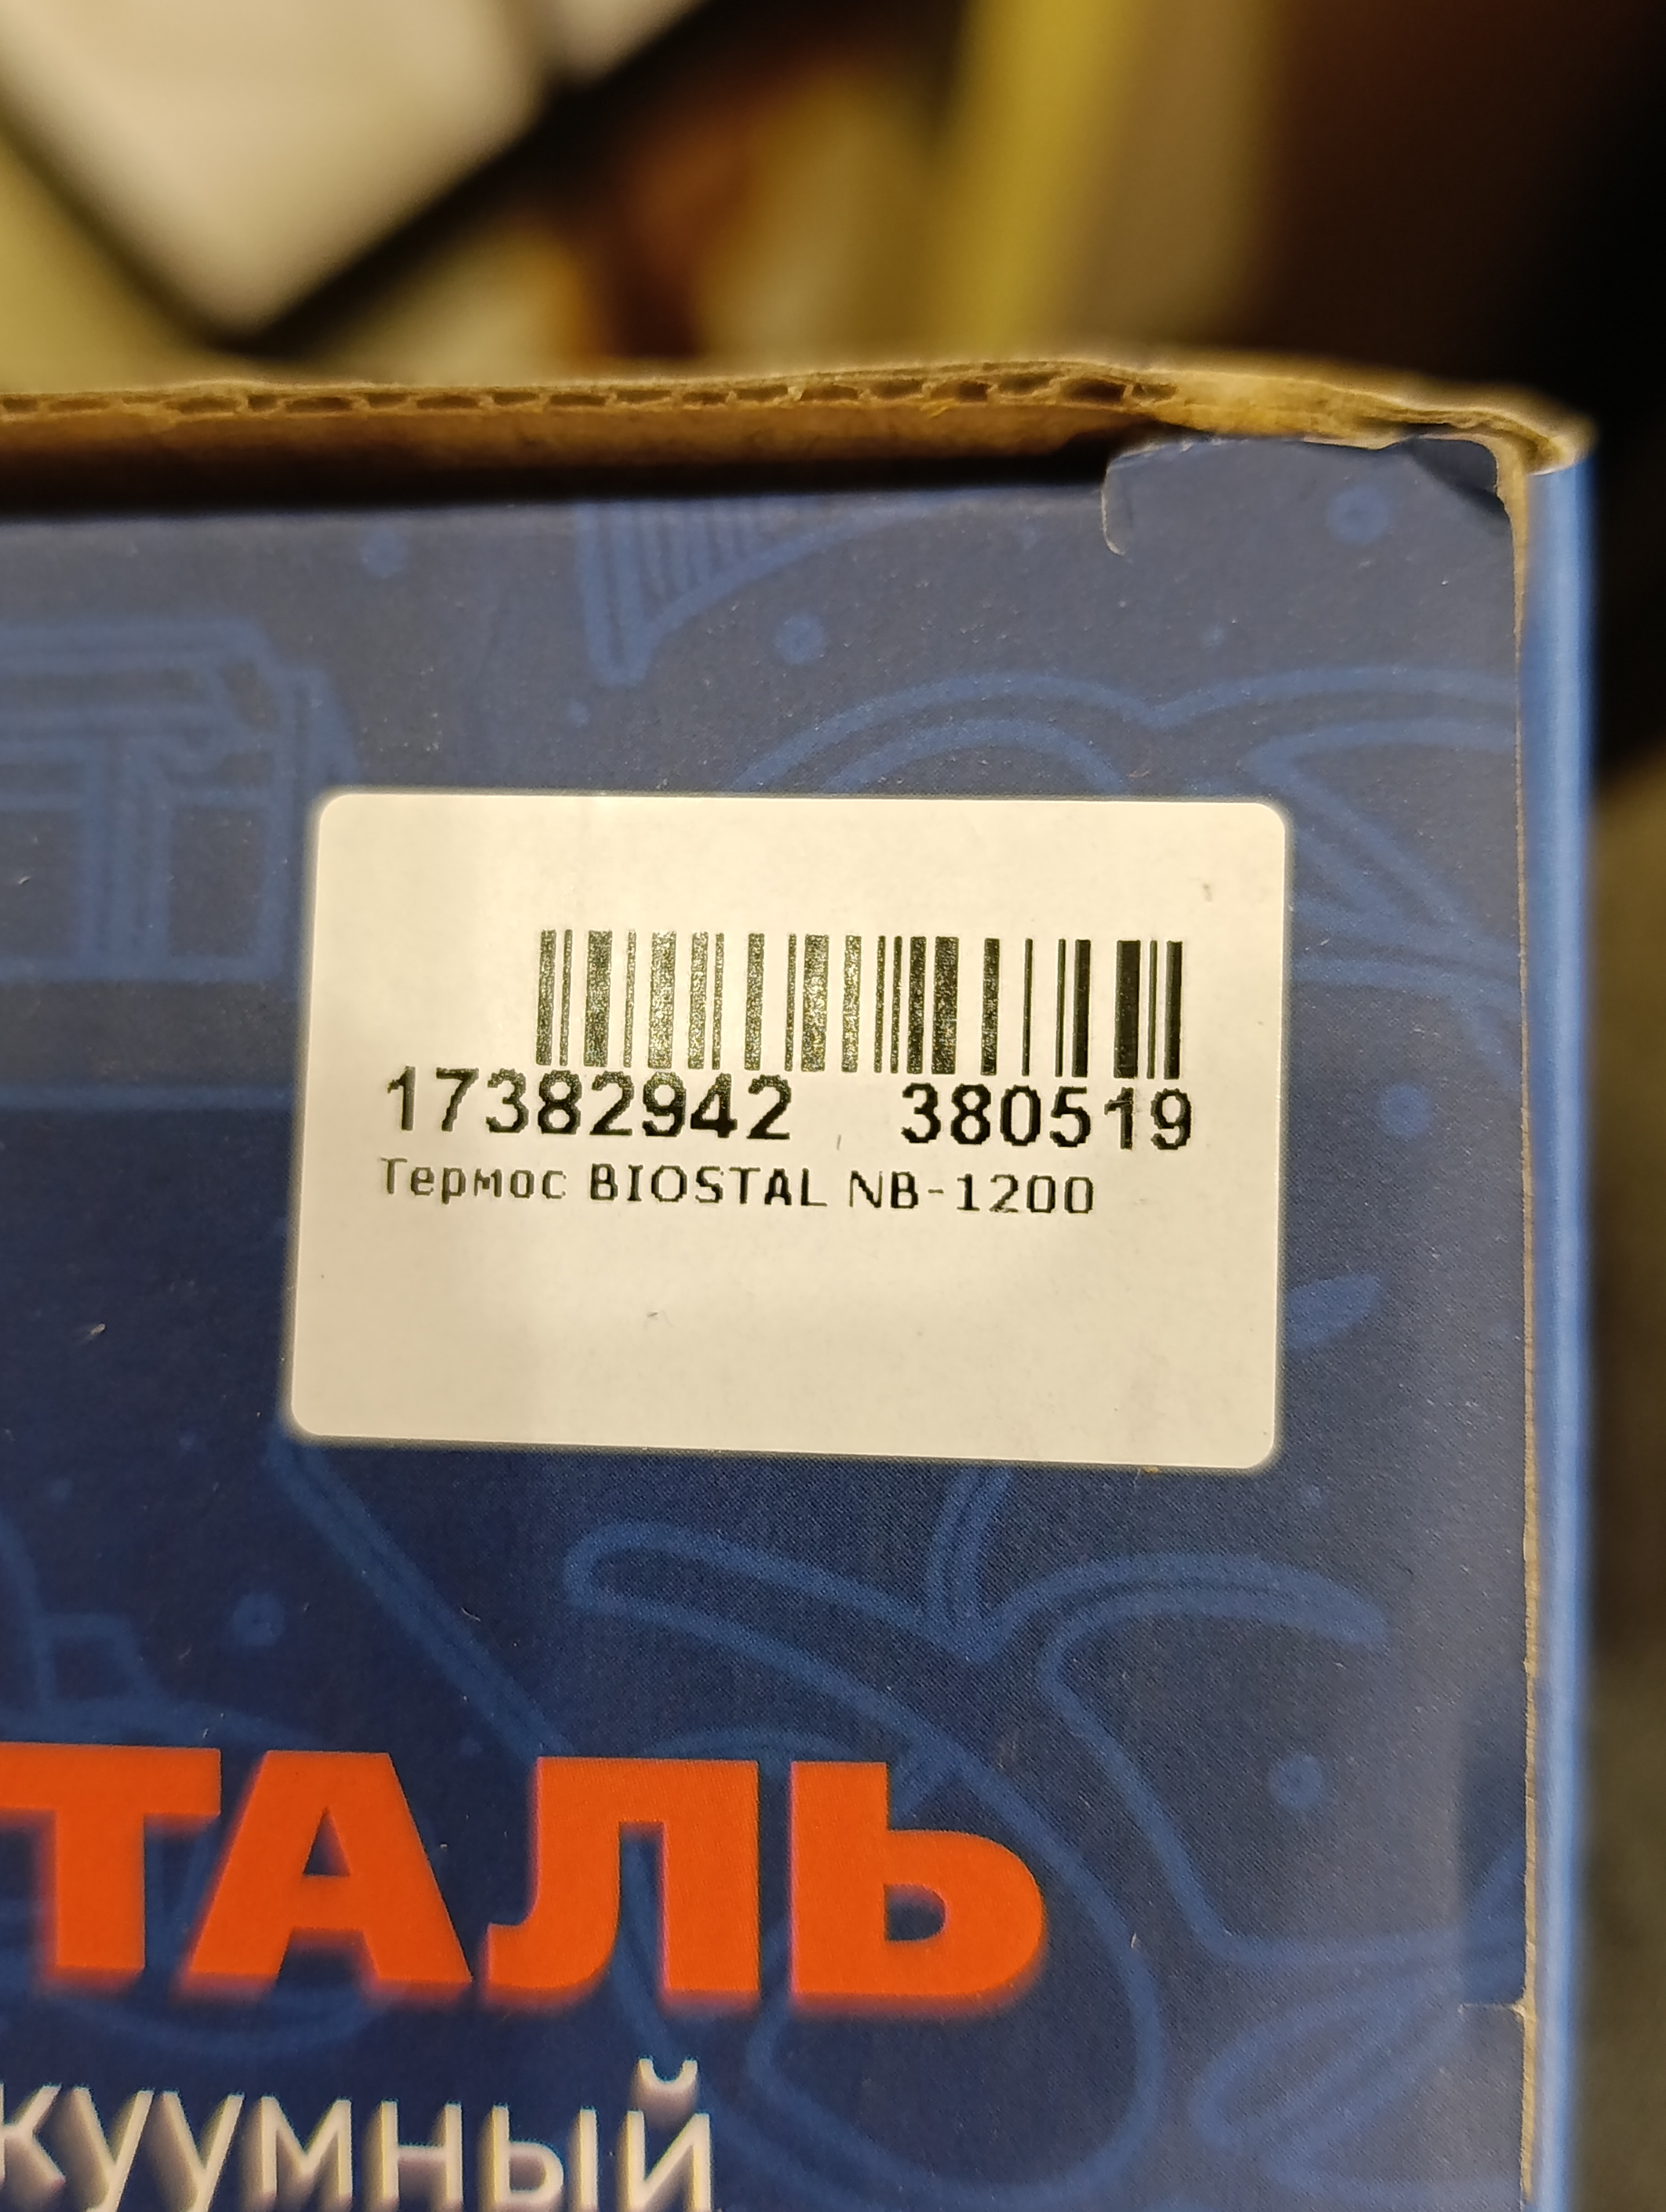 17382942 380519
Термос BIOSTAL NB-1200
ТАЛЬ
куумный